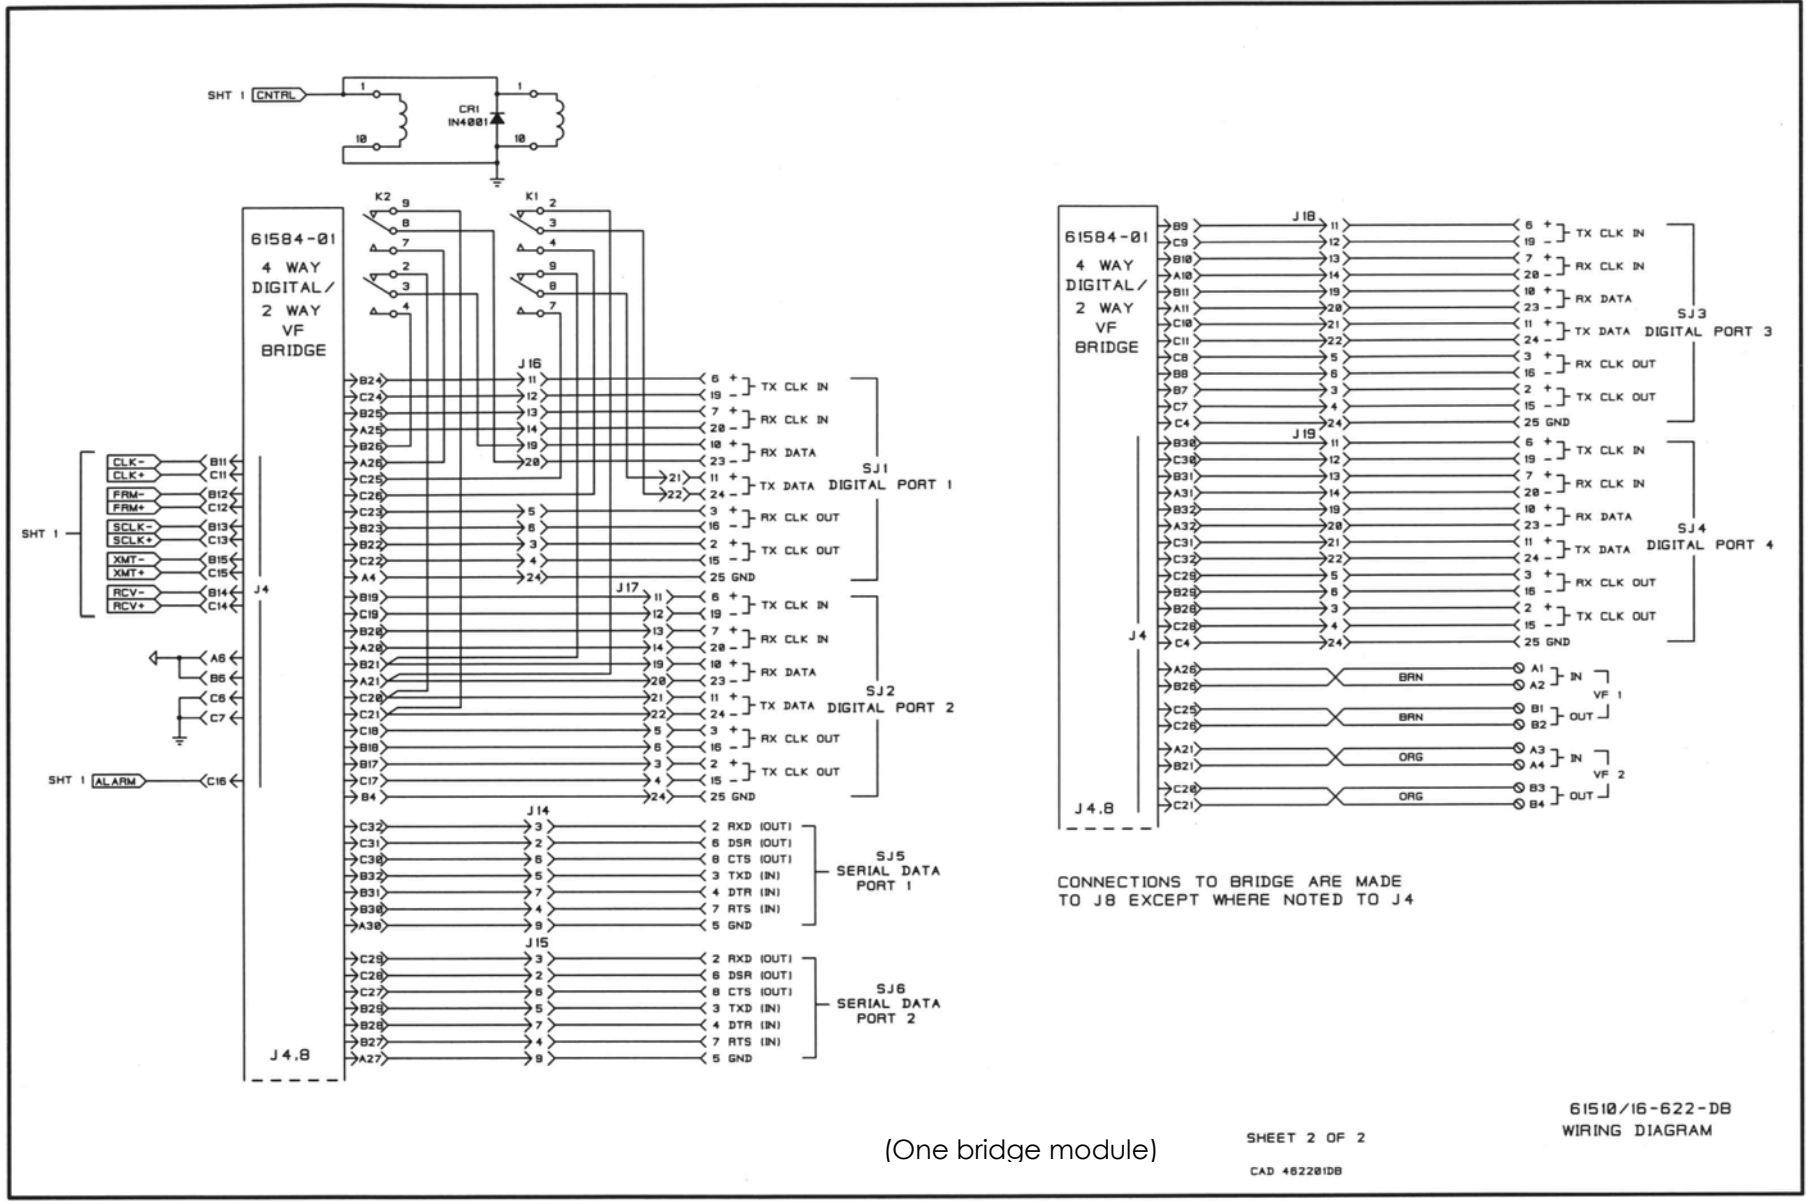 SHT 1 CNTRL
1
10
CR1
1N4001
1
10
K2
9
8
7
2
3
4
K1
2
3
4
9
8
7
61584-01
4 WAY
DIGITAL/
2 WAY
VF
BRIDGE
J16
B24 11 6 +
TX CLK IN
C24 12 19 -
B25 13 7 +
RX CLK IN
A25 14 20 -
B26 19 10 +
RX DATA
A26 20 23 -
C25 21 11 +
TX DATA
C26 22 24 -
C23 5 3 +
RX CLK OUT
B23 6 16 -
B22 3 2 +
TX CLK OUT
C22 4 15 -
A4 24 25 GND
SJ1
DIGITAL PORT 1
SHT 1
CLK- B11
CLK+ C11
FRM- B12
FRM+ C12
SCLK- B13
SCLK+ C13
XMT- B15
XMT+ C15
RCV- B14
RCV+ C14
J4
A6
B6
C6
C7
SHT 1 ALARM C16
J17
B19 11 6 +
TX CLK IN
C19 12 19 -
B20 13 7 +
RX CLK IN
A20 14 20 -
B21 19 10 +
RX DATA
A21 20 23 -
C20 21 11 +
TX DATA
C21 22 24 -
C18 5 3 +
RX CLK OUT
B18 6 16 -
B17 3 2 +
TX CLK OUT
C17 4 15 -
B4 24 25 GND
SJ2
DIGITAL PORT 2
J14
C32 3 2 RXD (OUT)
C31 2 6 DSR (OUT)
C30 6 8 CTS (OUT)
B32 5 3 TXD (IN)
B31 7 4 DTR (IN)
B30 4 7 RTS (IN)
A30 9 5 GND
SJ5
SERIAL DATA
PORT 1
J15
C29 3 2 RXD (OUT)
C28 2 6 DSR (OUT)
C27 6 8 CTS (OUT)
B29 5 3 TXD (IN)
B28 7 4 DTR (IN)
B27 4 7 RTS (IN)
A27 9 5 GND
SJ6
SERIAL DATA
PORT 2
J4,8
61584-01
4 WAY
DIGITAL/
2 WAY
VF
BRIDGE
J18
B9 11 6 +
TX CLK IN
C9 12 19 -
B10 13 7 +
RX CLK IN
A10 14 20 -
B11 19 10 +
RX DATA
A11 20 23 -
C10 21 11 +
TX DATA
C11 22 24 -
C8 5 3 +
RX CLK OUT
B8 6 16 -
B7 3 2 +
TX CLK OUT
C7 4 15 -
C4 24 25 GND
SJ3
DIGITAL PORT 3
J19
B30 11 6 +
TX CLK IN
C30 12 19 -
B31 13 7 +
RX CLK IN
A31 14 20 -
B32 19 10 +
RX DATA
A32 20 23 -
C31 21 11 +
TX DATA
C32 22 24 -
C29 5 3 +
RX CLK OUT
B29 6 16 -
B28 3 2 +
TX CLK OUT
C28 4 15 -
C4 24 25 GND
SJ4
DIGITAL PORT 4
J4
A26 A1
BRN IN
B26 A2
VF 1
C25 B1
BRN OUT
C26 B2
A21 A3
ORG IN
B21 A4
VF 2
C20 B3
ORG OUT
C21 B4
J4,8
CONNECTIONS TO BRIDGE ARE MADE
TO J8 EXCEPT WHERE NOTED TO J4
61510/16-622-DB
WIRING DIAGRAM
(One bridge module)
SHEET 2 OF 2
CAD 462201DB